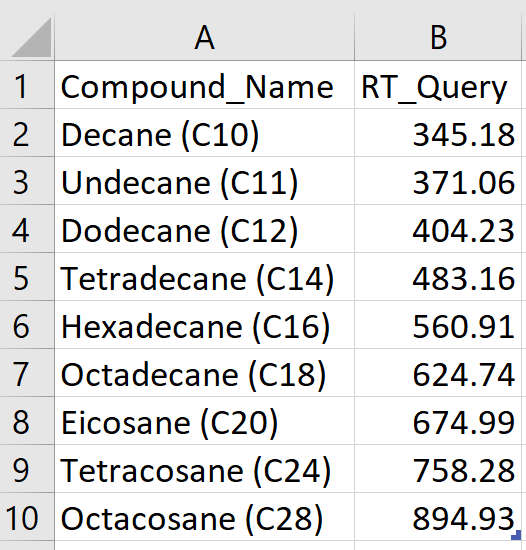 A B
1 Compound_Name RT_Query
2 Decane (C10) 345.18
3 Undecane (C11) 371.06
4 Dodecane (C12) 404.23
5 Tetradecane (C14) 483.16
6 Hexadecane (C16) 560.91
7 Octadecane (C18) 624.74
8 Eicosane (C20) 674.99
9 Tetracosane (C24) 758.28
10 Octacosane (C28) 894.93